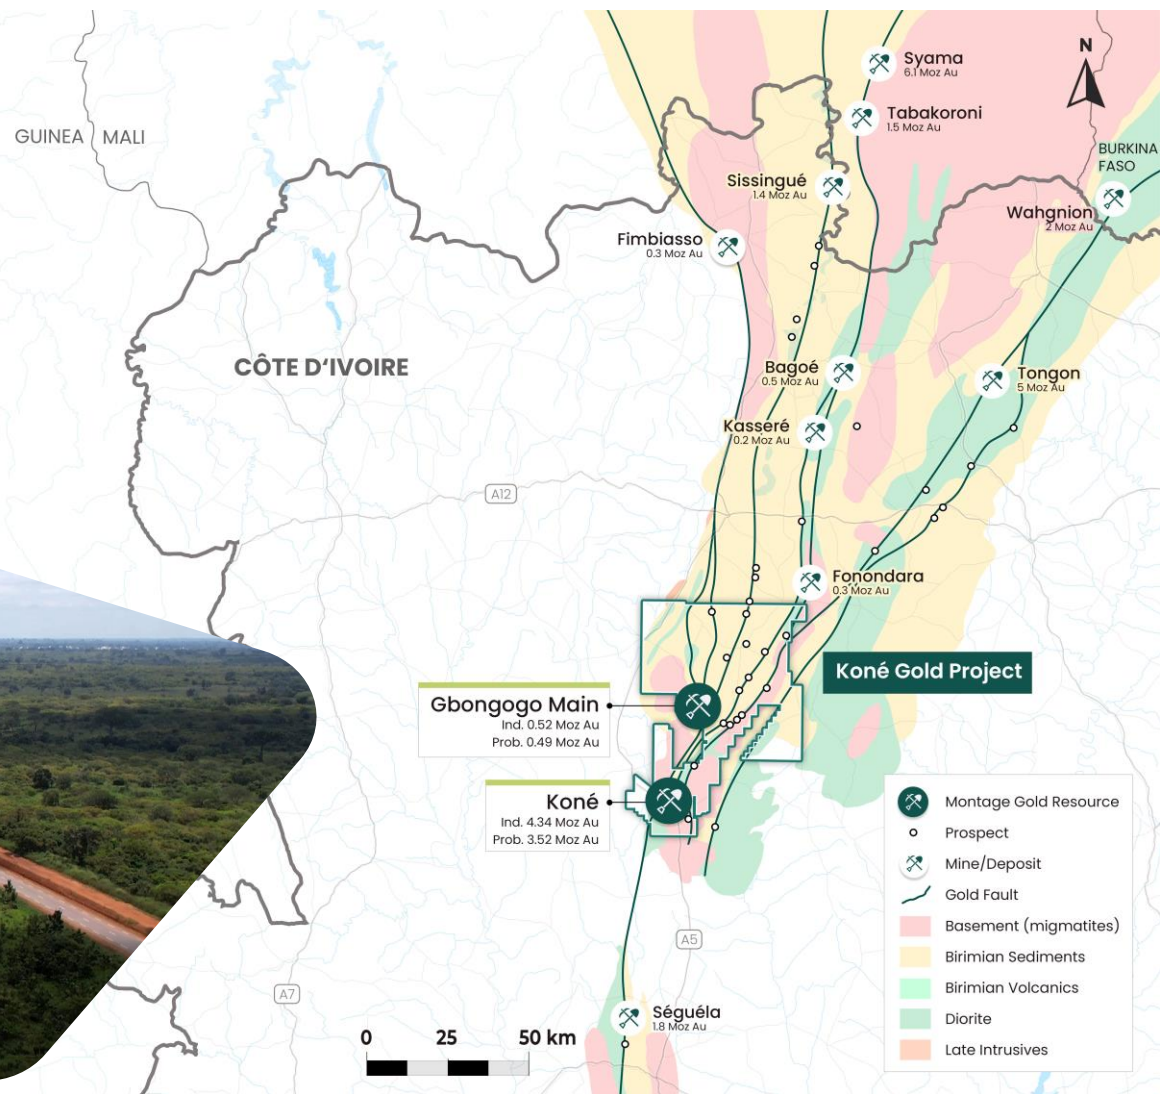 N
Syama
6.1 Moz Au
Tabakoroni
1.5 Moz Au
GUINEA
MALI
BURKINA
FASO
Sissingué
1.4 Moz Au
Wahgnion
2 Moz Au
Fimbiasso
0.3 Moz Au
CÔTE D'IVOIRE
Bagoé
0.5 Moz Au
Tongon
5 Moz Au
Kasseré
0.2 Moz Au
A12
Fonondara
0.3 Moz Au
Koné Gold Project
Gbongogo Main
Ind. 0.52 Moz Au
Prob. 0.49 Moz Au
Koné
Ind. 4.34 Moz Au
Prob. 3.52 Moz Au
Montage Gold Resource
Prospect
Mine/Deposit
Gold Fault
Basement (migmatites)
Birimian Sediments
Birimian Volcanics
Diorite
Late Intrusives
A5
A7
Séguéla
1.8 Moz Au
0 25 50 km